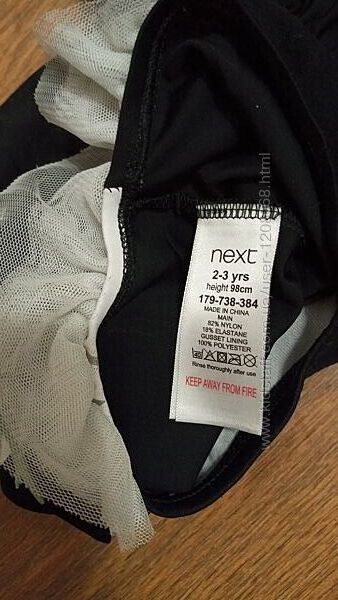 next
2-3 yrs
height 98cm
179-738-384
MADE IN CHINA
MAIN
82% NYLON
18% ELASTANE
GUSSET LINING
100% POLYESTER
Rinse thoroughly after use
KEEP AWAY FROM FIRE